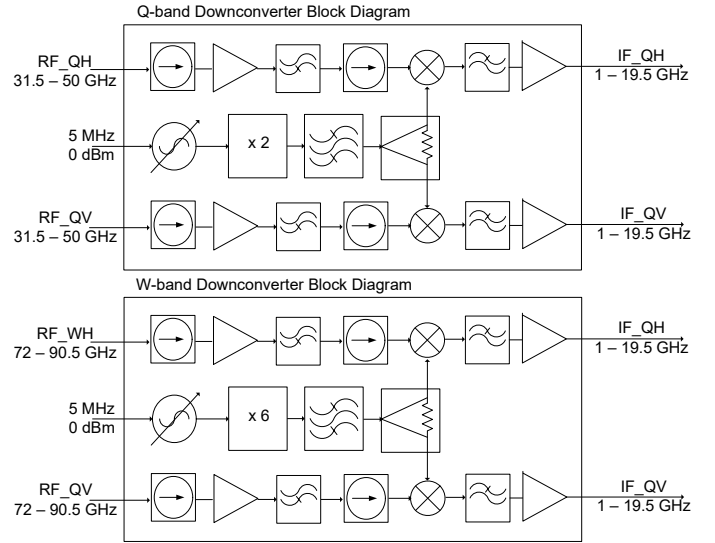 Q-band Downconverter Block Diagram
RF_QH
31.5 – 50 GHz
IF_QH
1 – 19.5 GHz
5 MHz
0 dBm
x 2
RF_QV
31.5 – 50 GHz
IF_QV
1 – 19.5 GHz
W-band Downconverter Block Diagram
RF_WH
72 – 90.5 GHz
IF_QH
1 – 19.5 GHz
5 MHz
0 dBm
x 6
RF_QV
72 – 90.5 GHz
IF_QV
1 – 19.5 GHz